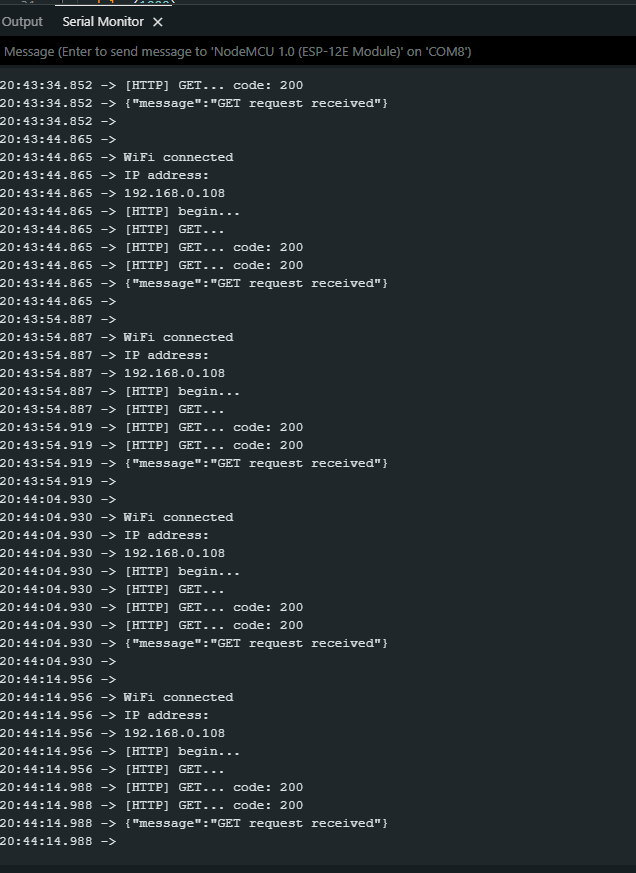 Output Serial Monitor
Message (Enter to send message to 'NodeMCU 1.0 (ESP-12E Module)' on 'COM8')
20:43:34.852 -> [HTTP] GET... code: 200
20:43:34.852 -> {"message":"GET request received"}
20:43:34.852 ->
20:43:44.865 ->
20:43:44.865 -> WiFi connected
20:43:44.865 -> IP address:
20:43:44.865 -> 192.168.0.108
20:43:44.865 -> [HTTP] begin...
20:43:44.865 -> [HTTP] GET...
20:43:44.865 -> [HTTP] GET... code: 200
20:43:44.865 -> [HTTP] GET... code: 200
20:43:44.865 -> {"message":"GET request received"}
20:43:44.865 ->
20:43:54.887 ->
20:43:54.887 -> WiFi connected
20:43:54.887 -> IP address:
20:43:54.887 -> 192.168.0.108
20:43:54.887 -> [HTTP] begin...
20:43:54.887 -> [HTTP] GET...
20:43:54.919 -> [HTTP] GET... code: 200
20:43:54.919 -> [HTTP] GET... code: 200
20:43:54.919 -> {"message":"GET request received"}
20:43:54.919 ->
20:44:04.930 ->
20:44:04.930 -> WiFi connected
20:44:04.930 -> IP address:
20:44:04.930 -> 192.168.0.108
20:44:04.930 -> [HTTP] begin...
20:44:04.930 -> [HTTP] GET...
20:44:04.930 -> [HTTP] GET... code: 200
20:44:04.930 -> [HTTP] GET... code: 200
20:44:04.930 -> {"message":"GET request received"}
20:44:04.930 ->
20:44:14.956 ->
20:44:14.956 -> WiFi connected
20:44:14.956 -> IP address:
20:44:14.956 -> 192.168.0.108
20:44:14.956 -> [HTTP] begin...
20:44:14.956 -> [HTTP] GET...
20:44:14.988 -> [HTTP] GET... code: 200
20:44:14.988 -> [HTTP] GET... code: 200
20:44:14.988 -> {"message":"GET request received"}
20:44:14.988 ->